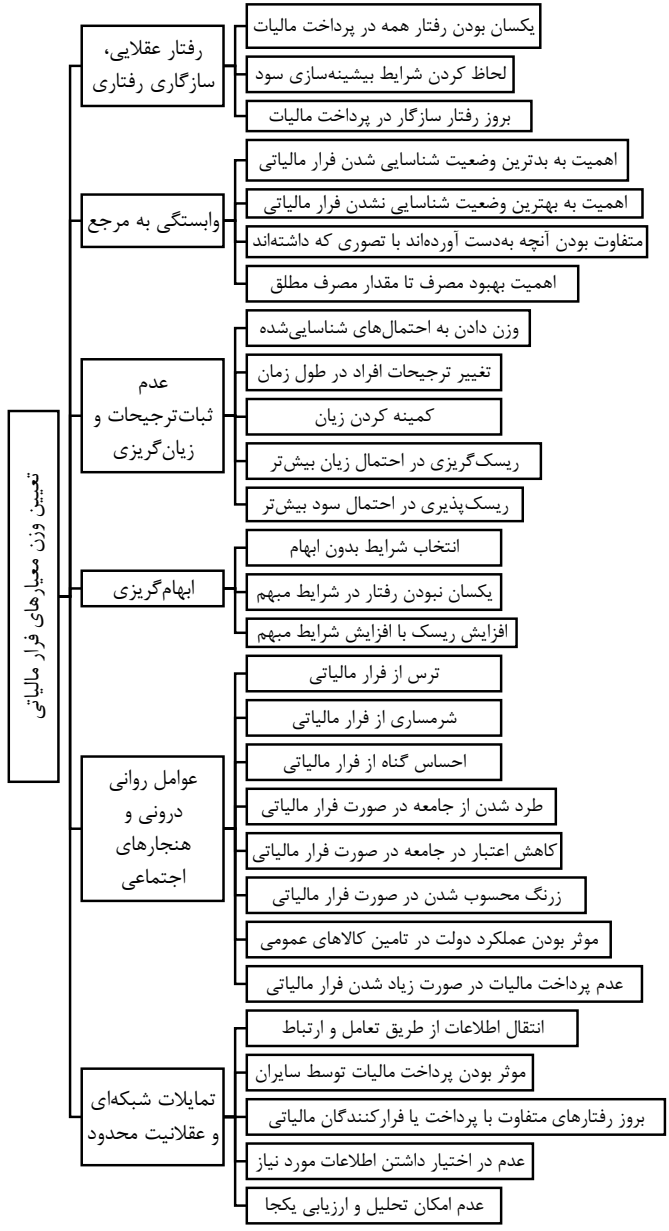 تعیین وزن معیارهای فرار مالیاتی
رفتار عقلایی،
سازگاری رفتاری
یکسان بودن رفتار همه در پرداخت مالیات
لحاظ کردن شرایط بیشینه‌سازی سود
بروز رفتار سازگار در پرداخت مالیات
وابستگی به مرجع
اهمیت به بدترین وضعیت شناسایی شدن فرار مالیاتی
اهمیت به بهترین وضعیت شناسایی نشدن فرار مالیاتی
متفاوت بودن آنچه به‌دست آورده‌اند با تصوری که داشته‌اند
اهمیت بهبود مصرف تا مقدار مصرف مطلق
عدم
ثبات‌ترجیحات و
زیان‌گریزی
وزن دادن به احتمال‌های شناسایی‌شده
تغییر ترجیحات افراد در طول زمان
کمینه کردن زیان
ریسک‌گریزی در احتمال زیان بیش‌تر
ریسک‌پذیری در احتمال سود بیش‌تر
ابهام‌گریزی
انتخاب شرایط بدون ابهام
یکسان نبودن رفتار در شرایط مبهم
افزایش ریسک با افزایش شرایط مبهم
عوامل روانی
درونی و
هنجارهای
اجتماعی
ترس از فرار مالیاتی
شرمساری از فرار مالیاتی
احساس گناه از فرار مالیاتی
طرد شدن از جامعه در صورت فرار مالیاتی
کاهش اعتبار در جامعه در صورت فرار مالیاتی
زرنگ محسوب شدن در صورت فرار مالیاتی
موثر بودن عملکرد دولت در تامین کالاهای عمومی
عدم پرداخت مالیات در صورت زیاد شدن فرار مالیاتی
تمایلات شبکه‌ای
و عقلانیت محدود
انتقال اطلاعات از طریق تعامل و ارتباط
موثر بودن پرداخت مالیات توسط سایران
بروز رفتارهای متفاوت با پرداخت یا فرارکنندگان مالیاتی
عدم در اختیار داشتن اطلاعات مورد نیاز
عدم امکان تحلیل و ارزیابی یکجا